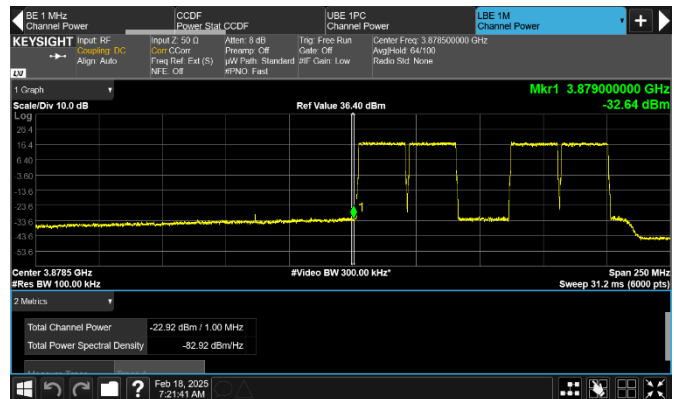 BE 1 MHz
Channel Power
CCDF
Power Stat CCDF
UBE 1PC
Channel Power
LBE 1M
Channel Power
KEYSIGHT
Input: RF
Coupling: DC
Align: Auto
Input Z: 50 Ω
Corr CCorr
Freq Ref: Ext (S)
NFE: Off
Atten: 8 dB
Preamp: Off
µW Path: Standard
#PNO: Fast
Trig: Free Run
Gate: Off
#IF Gain: Low
Center Freq: 3.878500000 GHz
Avg|Hold: 64/100
Radio Std: None
LXI
1 Graph
Mkr1 3.879000000 GHz
Scale/Div 10.0 dB
Ref Value 36.40 dBm
-32.64 dBm
Log
26.4
16.4
6.40
-3.60
-13.6
-23.6
1
-33.6
-43.6
-53.6
Center 3.8785 GHz
#Video BW 300.00 kHz*
Span 250 MHz
#Res BW 100.00 kHz
Sweep 31.2 ms (6000 pts)
2 Metrics
Total Channel Power
-22.92 dBm / 1.00 MHz
Total Power Spectral Density
-82.92 dBm/Hz
?
Feb 18, 2025
7:21:41 AM